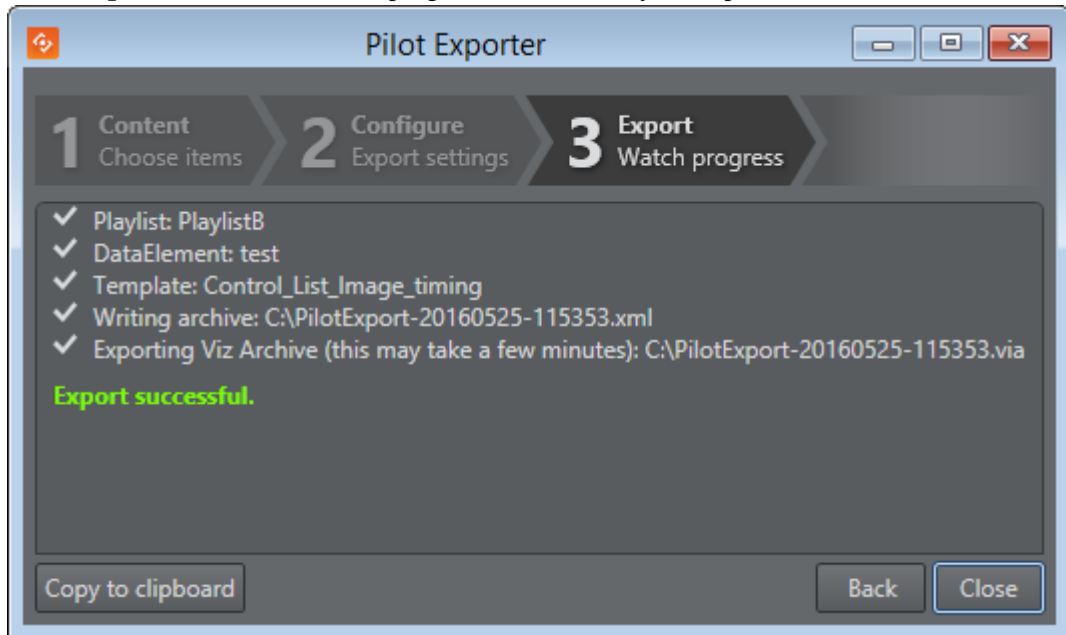 Pilot Exporter
1 Content
Choose items
2 Configure
Export settings
3 Export
Watch progress
Playlist: PlaylistB
DataElement: test
Template: Control_List_Image_timing
Writing archive: C:\PilotExport-20160525-115353.xml
Exporting Viz Archive (this may take a few minutes): C:\PilotExport-20160525-115353.via
Export successful.
Copy to clipboard
Back
Close